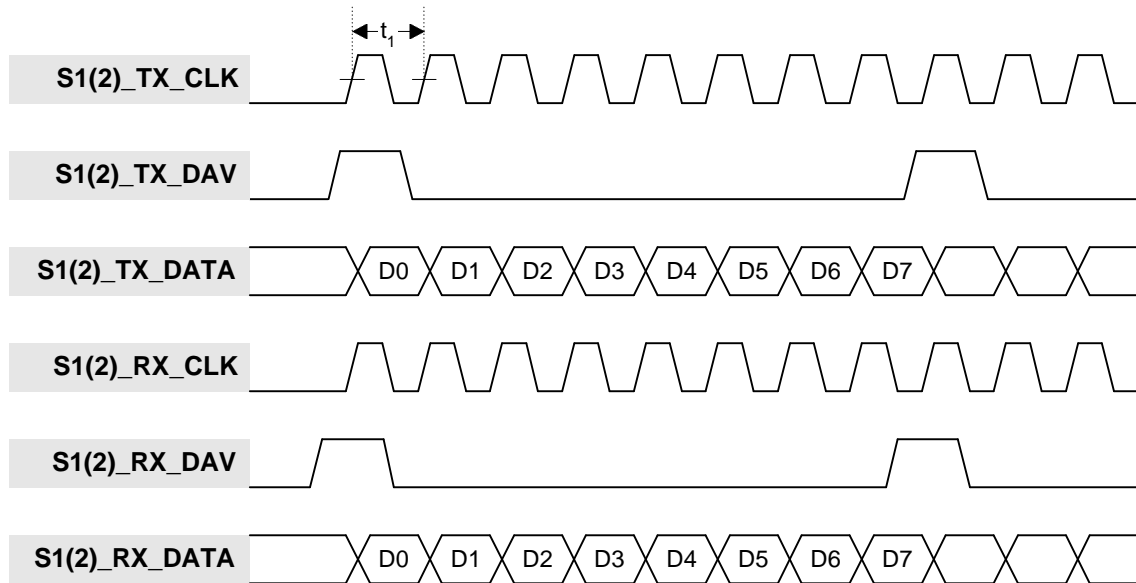 t1
S1(2)_TX_CLK
S1(2)_TX_DAV
S1(2)_TX_DATA D0 D1 D2 D3 D4 D5 D6 D7
S1(2)_RX_CLK
S1(2)_RX_DAV
S1(2)_RX_DATA D0 D1 D2 D3 D4 D5 D6 D7